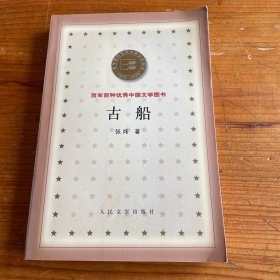 百年百种优秀中国文学图书
古船
张炜 著
人民文学出版社